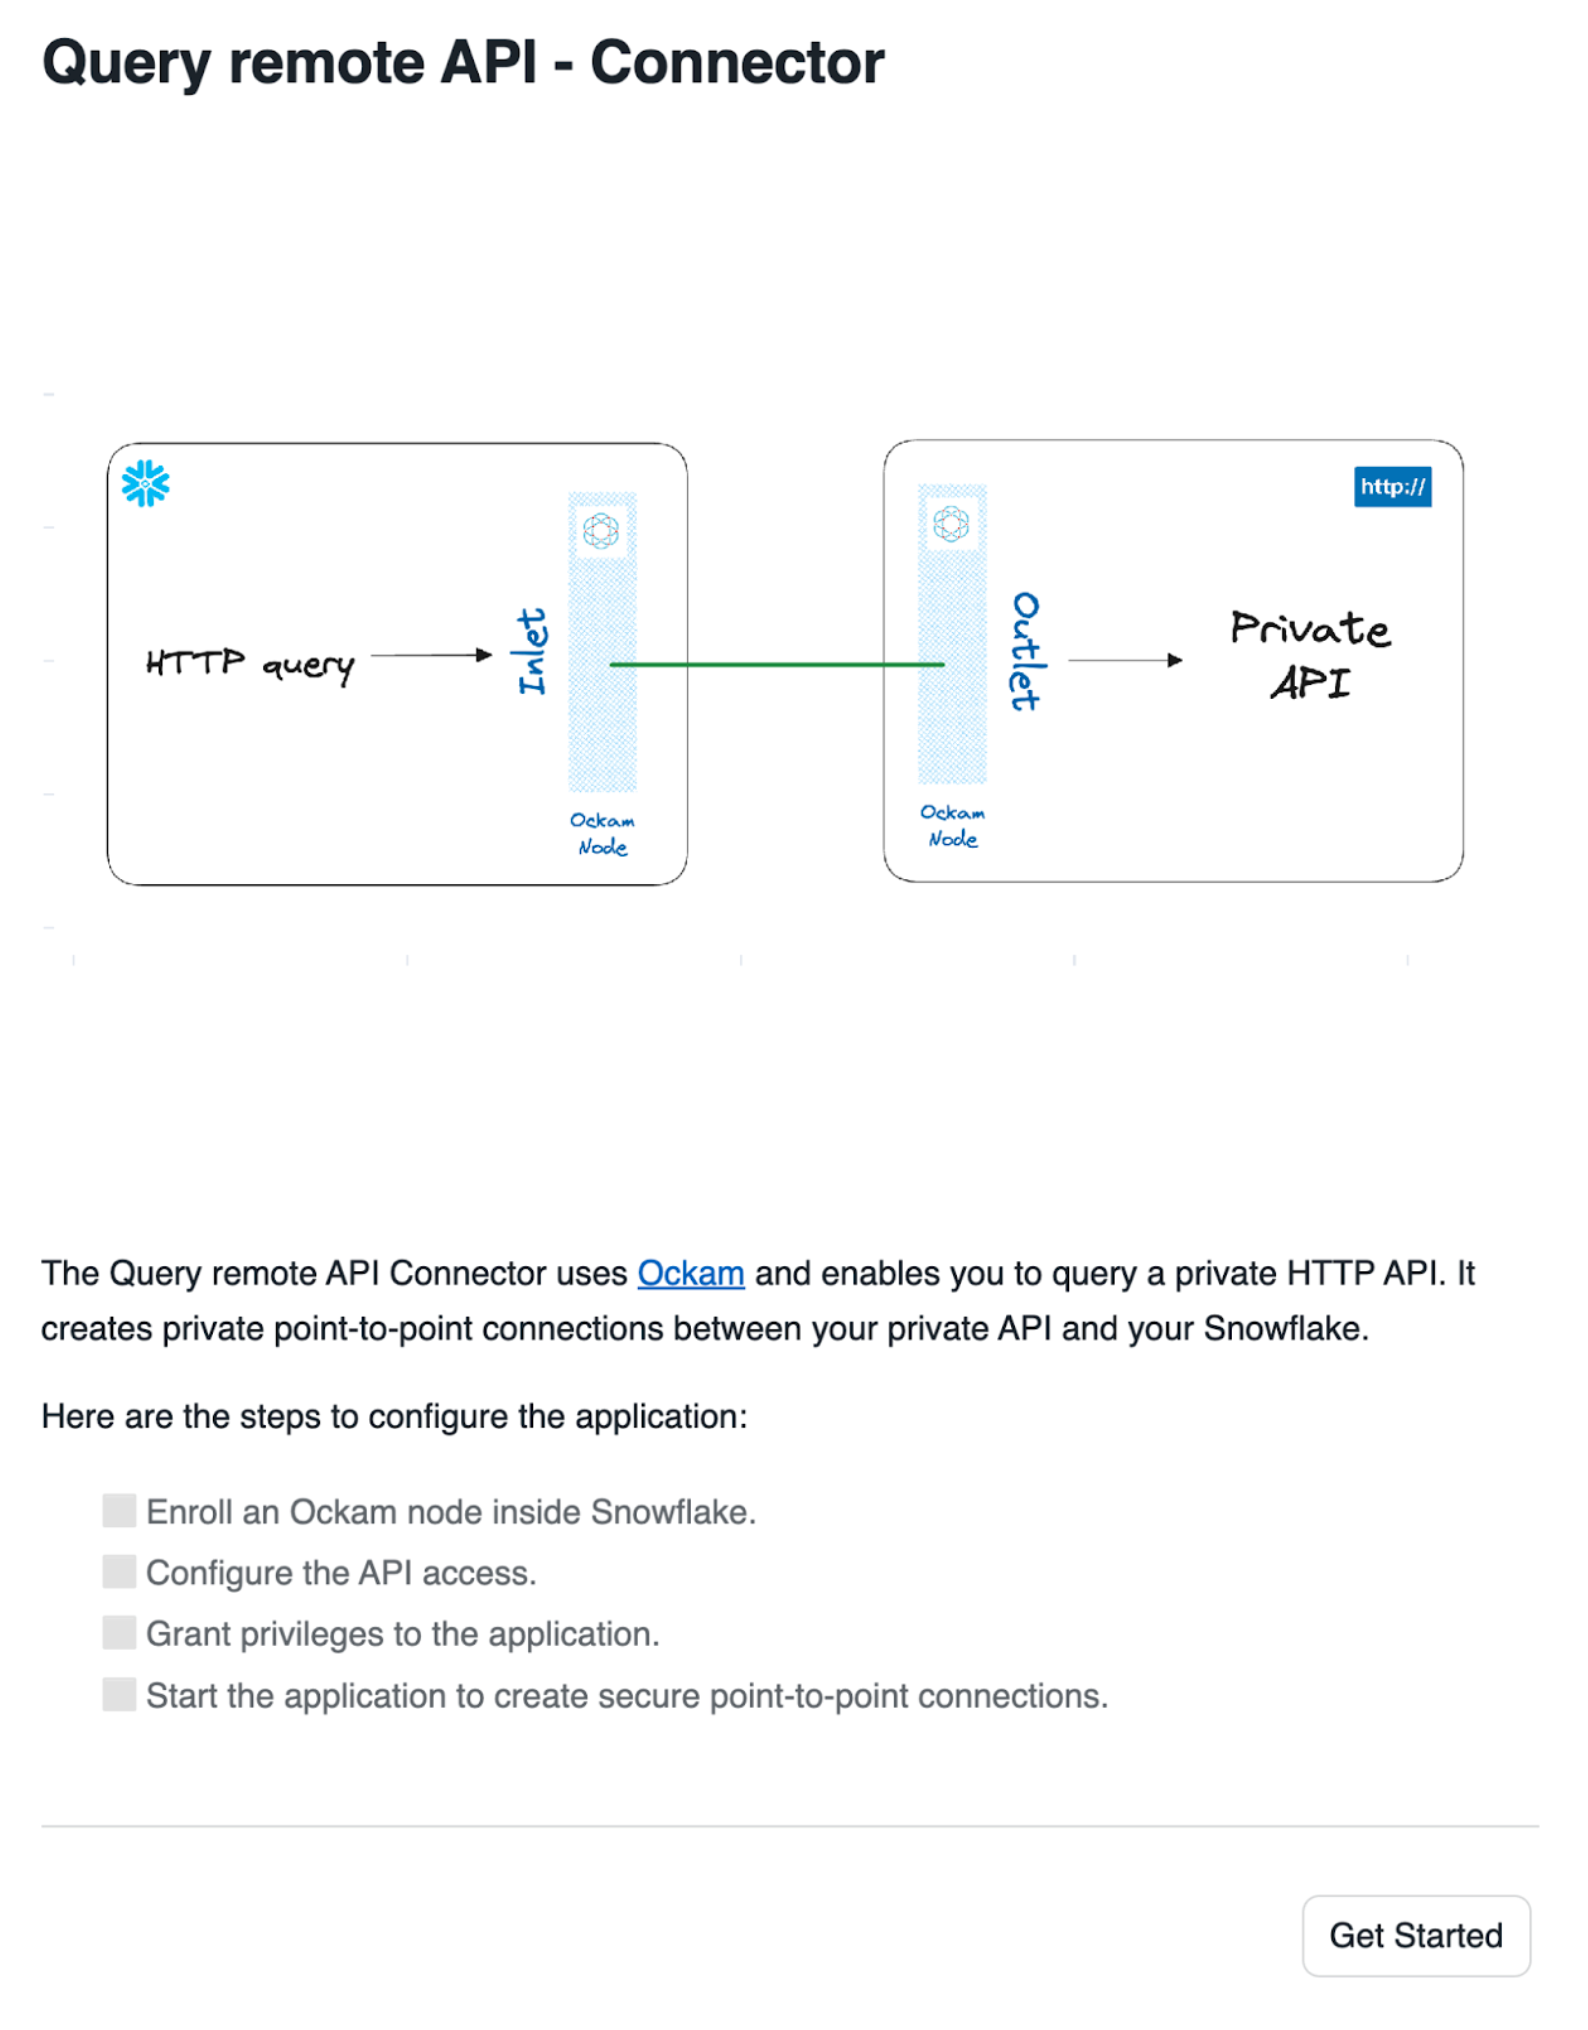 Query remote API - Connector
http://
HTTP query
Inlet
Outlet
Private
API
Ockam
Node
Ockam
Node
The Query remote API Connector uses Ockam and enables you to query a private HTTP API. It
creates private point-to-point connections between your private API and your Snowflake.
Here are the steps to configure the application:
Enroll an Ockam node inside Snowflake.
Configure the API access.
Grant privileges to the application.
Start the application to create secure point-to-point connections.
Get Started